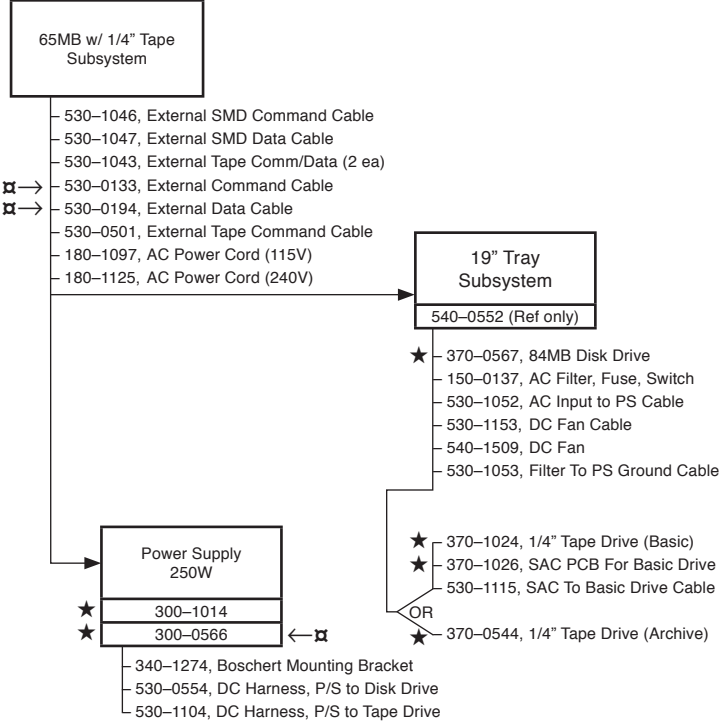 65MB w/ 1/4” Tape
Subsystem
530–1046, External SMD Command Cable
530–1047, External SMD Data Cable
530–1043, External Tape Comm/Data (2 ea)
¤→ 530–0133, External Command Cable
¤→ 530–0194, External Data Cable
530–0501, External Tape Command Cable
180–1097, AC Power Cord (115V)
180–1125, AC Power Cord (240V)
19” Tray
Subsystem
540–0552 (Ref only)
★ 370–0567, 84MB Disk Drive
150–0137, AC Filter, Fuse, Switch
530–1052, AC Input to PS Cable
530–1153, DC Fan Cable
540–1509, DC Fan
530–1053, Filter To PS Ground Cable
★ 370–1024, 1/4” Tape Drive (Basic)
★ 370–1026, SAC PCB For Basic Drive
530–1115, SAC To Basic Drive Cable
OR
★ 370–0544, 1/4” Tape Drive (Archive)
Power Supply
250W
★ 300–1014
★ 300–0566 ←¤
340–1274, Boschert Mounting Bracket
530–0554, DC Harness, P/S to Disk Drive
530–1104, DC Harness, P/S to Tape Drive